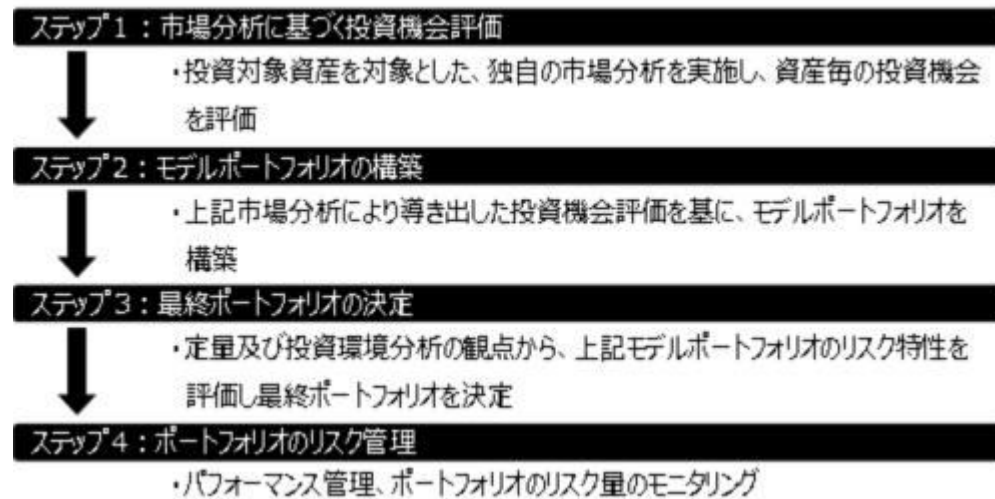 ステップ1：市場分析に基づく投資機会評価
・投資対象資産を対象とした、独自の市場分析を実施し、資産毎の投資機会
を評価
ステップ2：モデルポートフォリオの構築
・上記市場分析により導き出した投資機会評価を基に、モデルポートフォリオを
構築
ステップ3：最終ポートフォリオの決定
・定量及び投資環境分析の観点から、上記モデルポートフォリオのリスク特性を
評価し最終ポートフォリオを決定
ステップ4：ポートフォリオのリスク管理
・パフォーマンス管理、ポートフォリオのリスク量のモニタリング